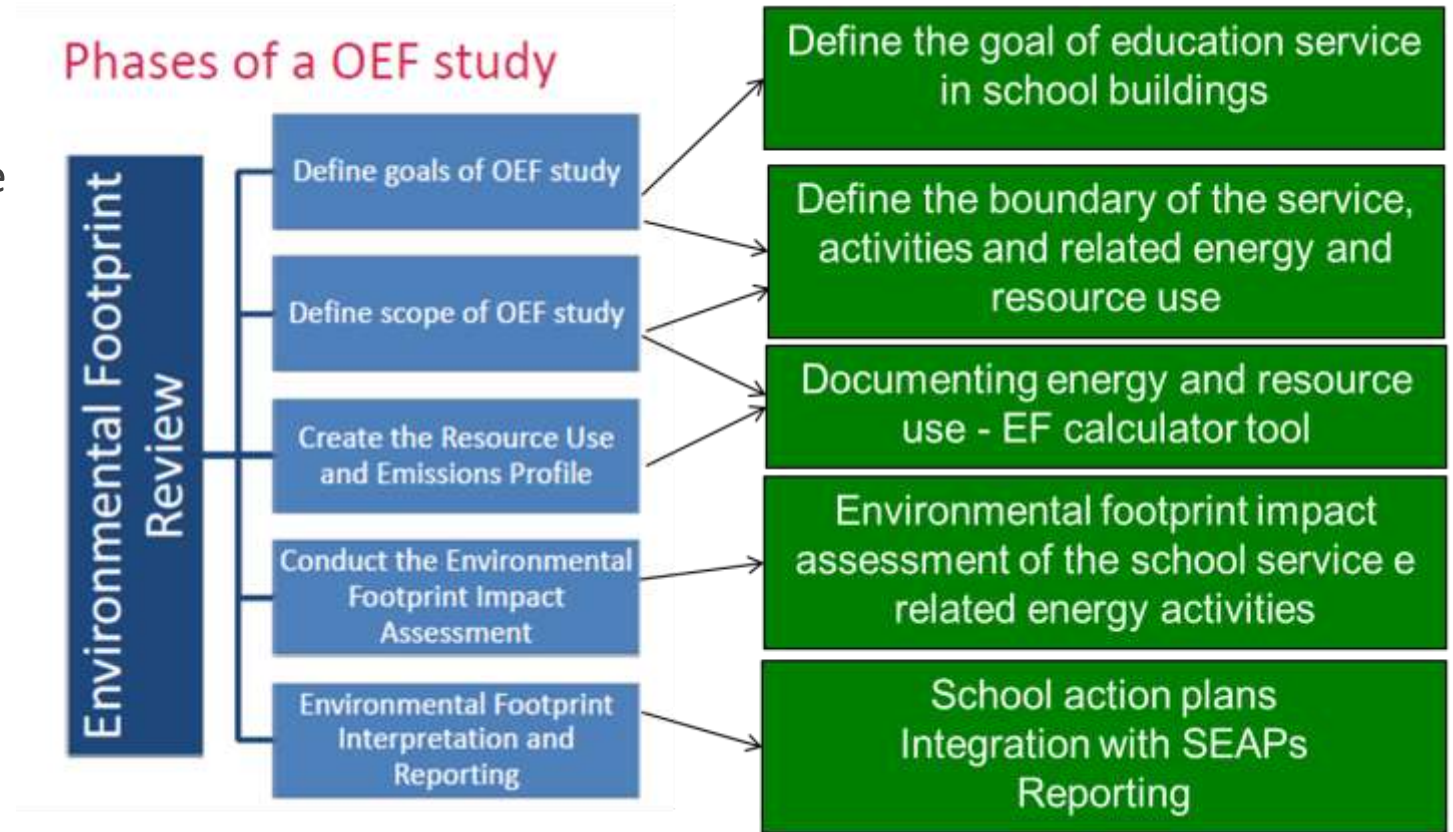 Phases of a OEF study
e
Environmental Footprint
Review
Define goals of OEF study
Define scope of OEF study
Create the Resource Use
and Emissions Profile
Conduct the Environmental
Footprint Impact
Assessment
Environmental Footprint
Interpretation and
Reporting
Define the goal of education service
in school buildings
Define the boundary of the service,
activities and related energy and
resource use
Documenting energy and resource
use - EF calculator tool
Environmental footprint impact
assessment of the school service e
related energy activities
School action plans
Integration with SEAPs
Reporting